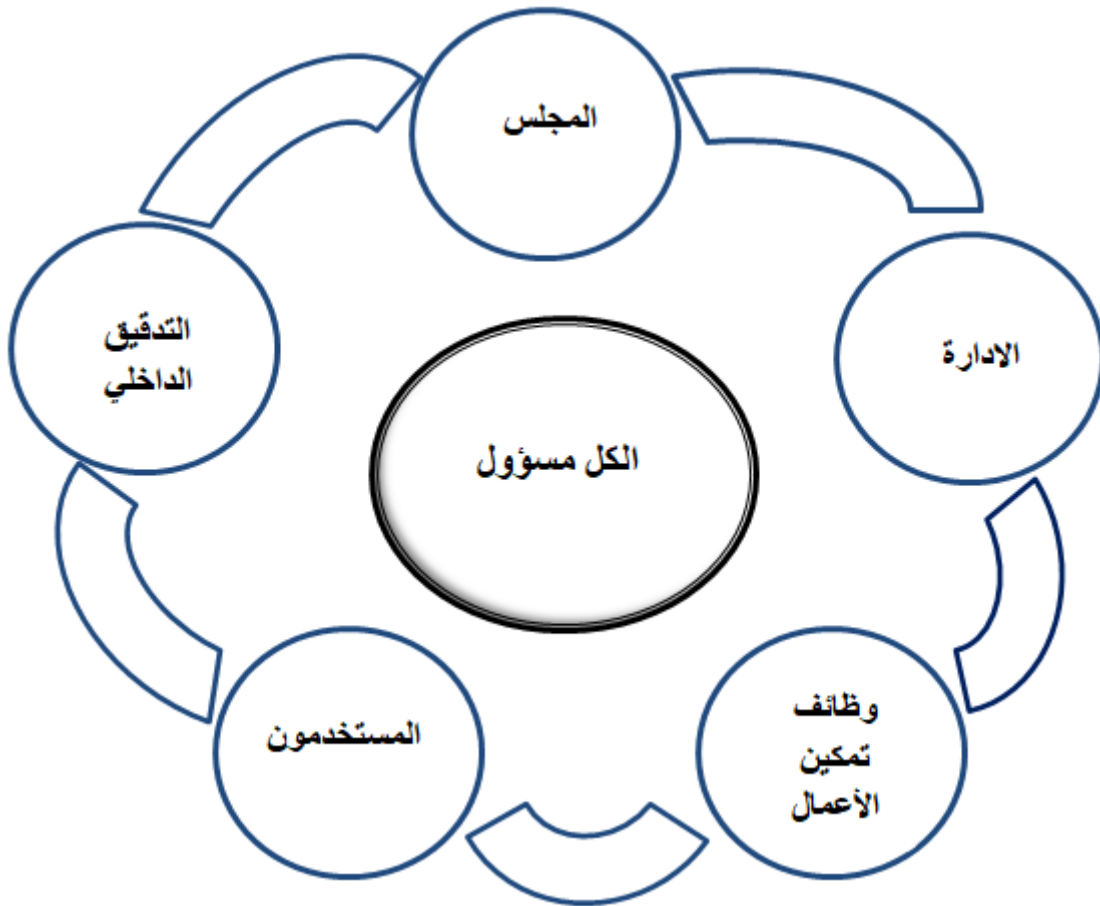 المجلس
الادارة
التدقيق
الداخلي
الكل مسؤول
وظائف
تمكين
الأعمال
المستخدمون